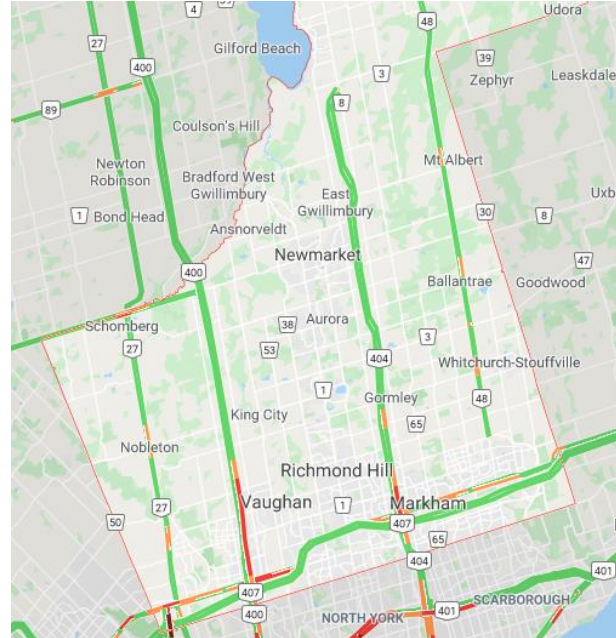 Udora
4
48
27
Gilford Beach
39
400
3
Zephyr
Leaskdale
8
89
Coulson's Hill
Newton
Robinson
Mt Albert
Bradford West
Gwillimbury
East
Gwillimbury
Uxb
1
Bond Head
30
8
Ansnorveldt
Newmarket
47
400
Ballantrae
Goodwood
Schomberg
38
Aurora
27
53
3
404
Whitchurch-Stouffville
1
Gormley
48
King City
65
Nobleton
Richmond Hill
Vaughan
1
Markham
27
50
407
65
404
401
407
SCARBOROUGH
400
NORTH YORK
401